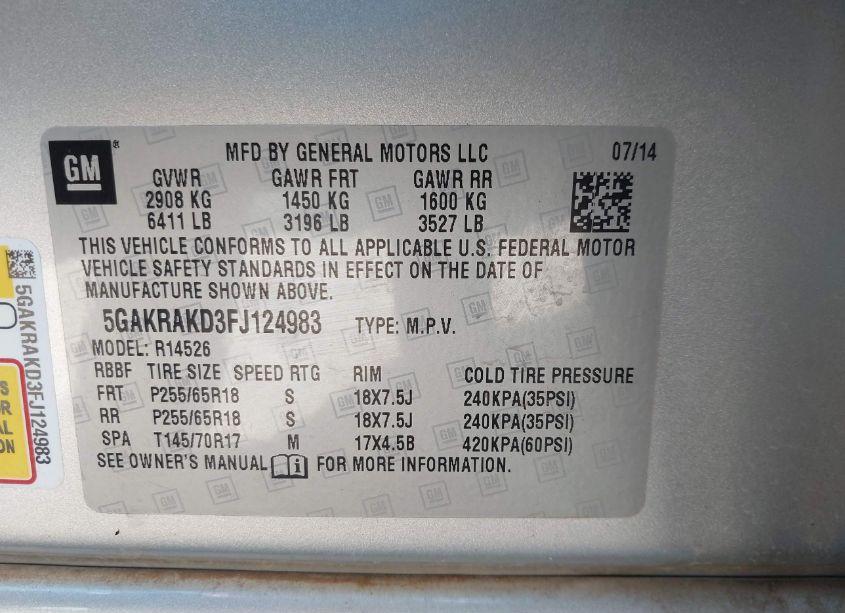 GM
MFD BY GENERAL MOTORS LLC 07/14
GVWR GAWR FRT GAWR RR
2908 KG 1450 KG 1600 KG
6411 LB 3196 LB 3527 LB
THIS VEHICLE CONFORMS TO ALL APPLICABLE U.S. FEDERAL MOTOR
VEHICLE SAFETY STANDARDS IN EFFECT ON THE DATE OF
MANUFACTURE SHOWN ABOVE.
5GAKRAKD3FJ124983 TYPE: M.P.V.
MODEL: R14526
RBBF TIRE SIZE SPEED RTG RIM COLD TIRE PRESSURE
FRT P255/65R18 S 18X7.5J 240KPA(35PSI)
RR P255/65R18 S 18X7.5J 240KPA(35PSI)
SPA T145/70R17 M 17X4.5B 420KPA(60PSI)
SEE OWNER'S MANUAL FOR MORE INFORMATION.
5GAKRAKD3FJ124983